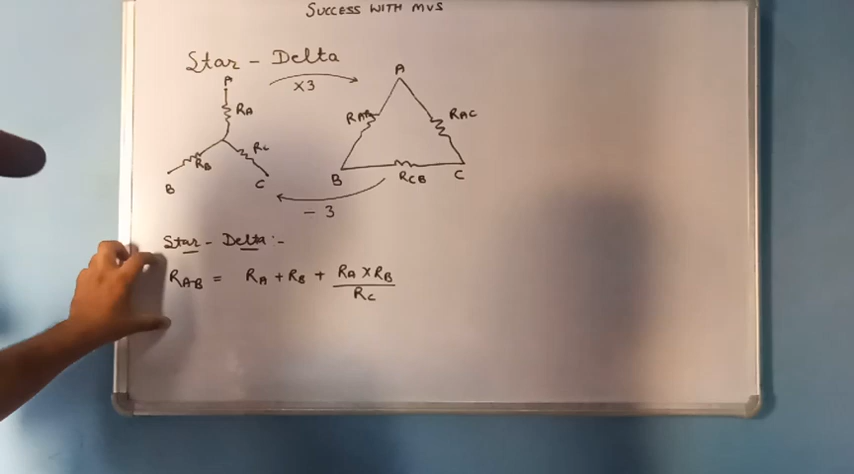 SUCCESS WITH MVS
Star - Delta
×3
A
RA
RB
RC
B
C
A
RAB
RAC
B
RCB
C
- 3
Star - Delta :-
RAB = RA + RB + RA × RB
RC